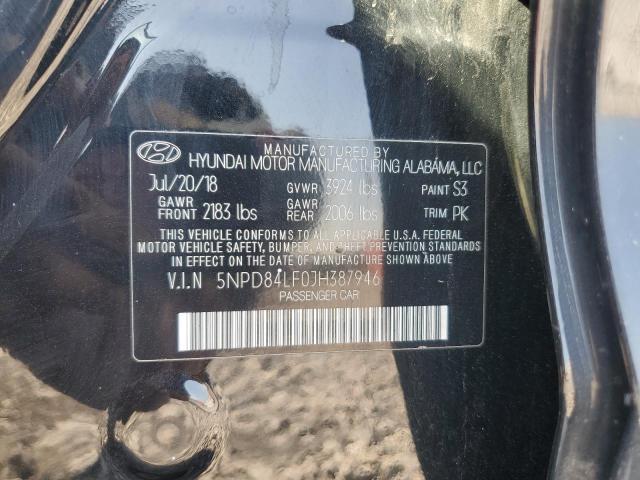 MANUFACTURED BY
HYUNDAI MOTOR MANUFACTURING ALABAMA, LLC
Jul/20/18 GVWR 3924 lbs PAINT S3
GAWR FRONT 2183 lbs GAWR REAR 2006 lbs TRIM PK
THIS VEHICLE CONFORMS TO ALL APPLICABLE U.S.A. FEDERAL
MOTOR VEHICLE SAFETY, BUMPER, AND THEFT PREVENTION STANDARDS
IN EFFECT ON THE DATE OF MANUFACTURE SHOWN ABOVE.
V.I.N 5NPD84LF0JH387946
PASSENGER CAR